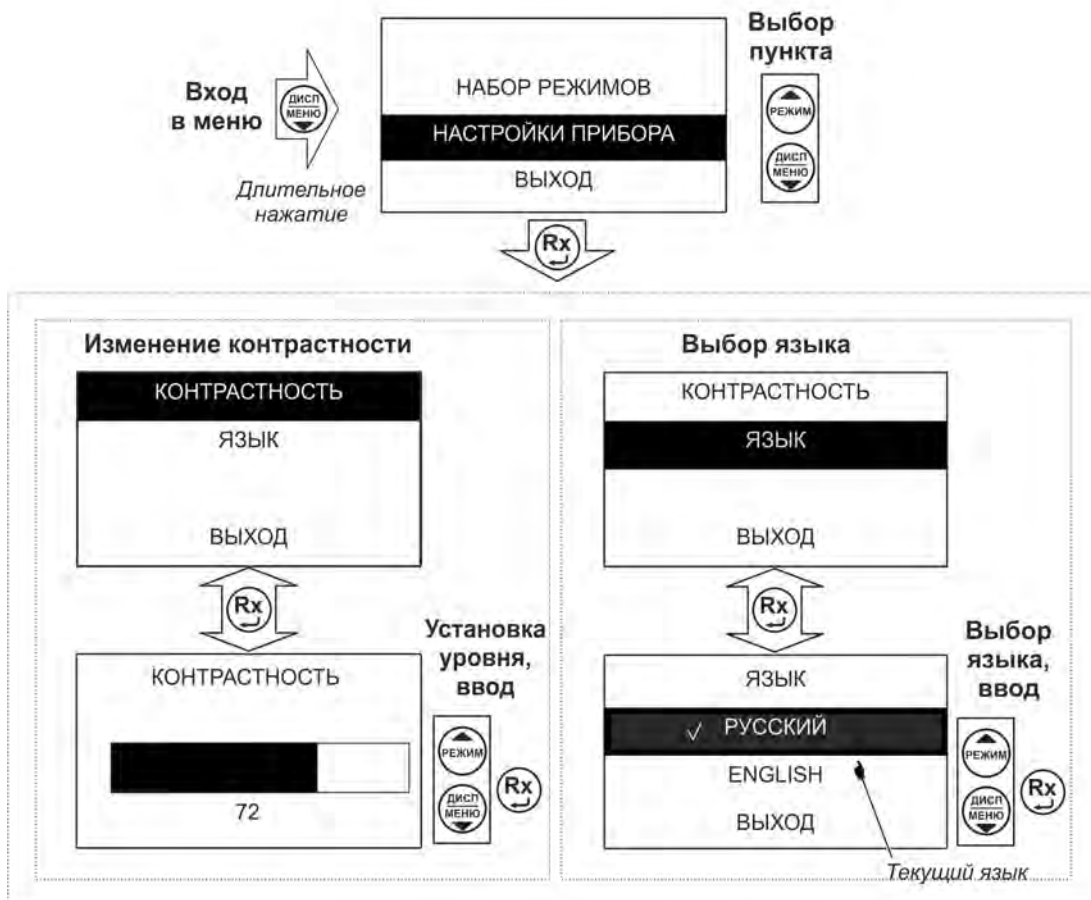 Вход
в меню
ДИСП
МЕНЮ
Длительное
нажатие
НАБОР РЕЖИМОВ
НАСТРОЙКИ ПРИБОРА
ВЫХОД
Выбор
пункта
РЕЖИМ
ДИСП
МЕНЮ
Rx
Изменение контрастности
КОНТРАСТНОСТЬ
ЯЗЫК
ВЫХОД
Rx
КОНТРАСТНОСТЬ
72
Установка
уровня,
ввод
РЕЖИМ
ДИСП
МЕНЮ
Rx
Выбор языка
КОНТРАСТНОСТЬ
ЯЗЫК
ВЫХОД
Rx
ЯЗЫК
✓ РУССКИЙ
ENGLISH
ВЫХОД
Выбор
языка,
ввод
РЕЖИМ
ДИСП
МЕНЮ
Rx
Текущий язык